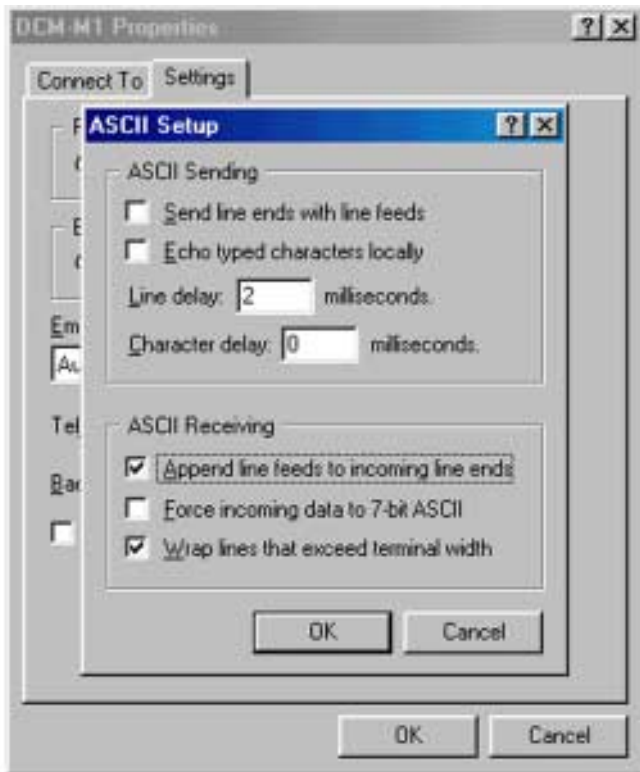 DCM-M1 Properties
Connect To Settings
ASCII Setup
ASCII Sending
Send line ends with line feeds
Echo typed characters locally
Line delay: 2 milliseconds.
Character delay: 0 milliseconds.
ASCII Receiving
Append line feeds to incoming line ends
Force incoming data to 7-bit ASCII
Wrap lines that exceed terminal width
OK Cancel
OK Cancel